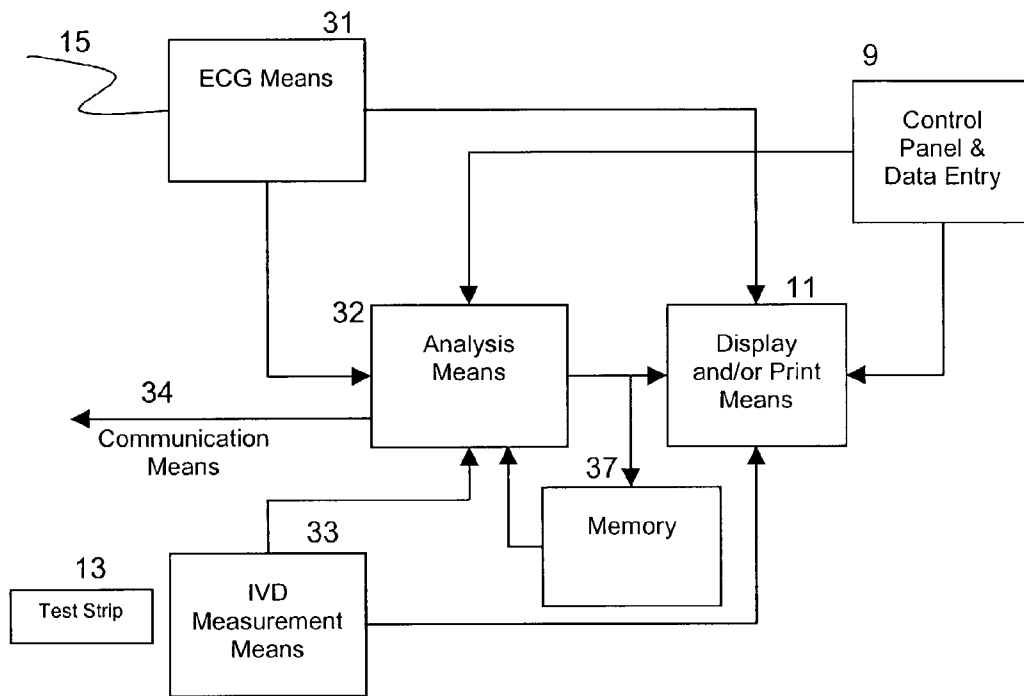 15
31
ECG Means
9
Control
Panel &
Data Entry
32
Analysis
Means
11
Display
and/or Print
Means
34
Communication
Means
37
Memory
33
IVD
Measurement
Means
13
Test Strip